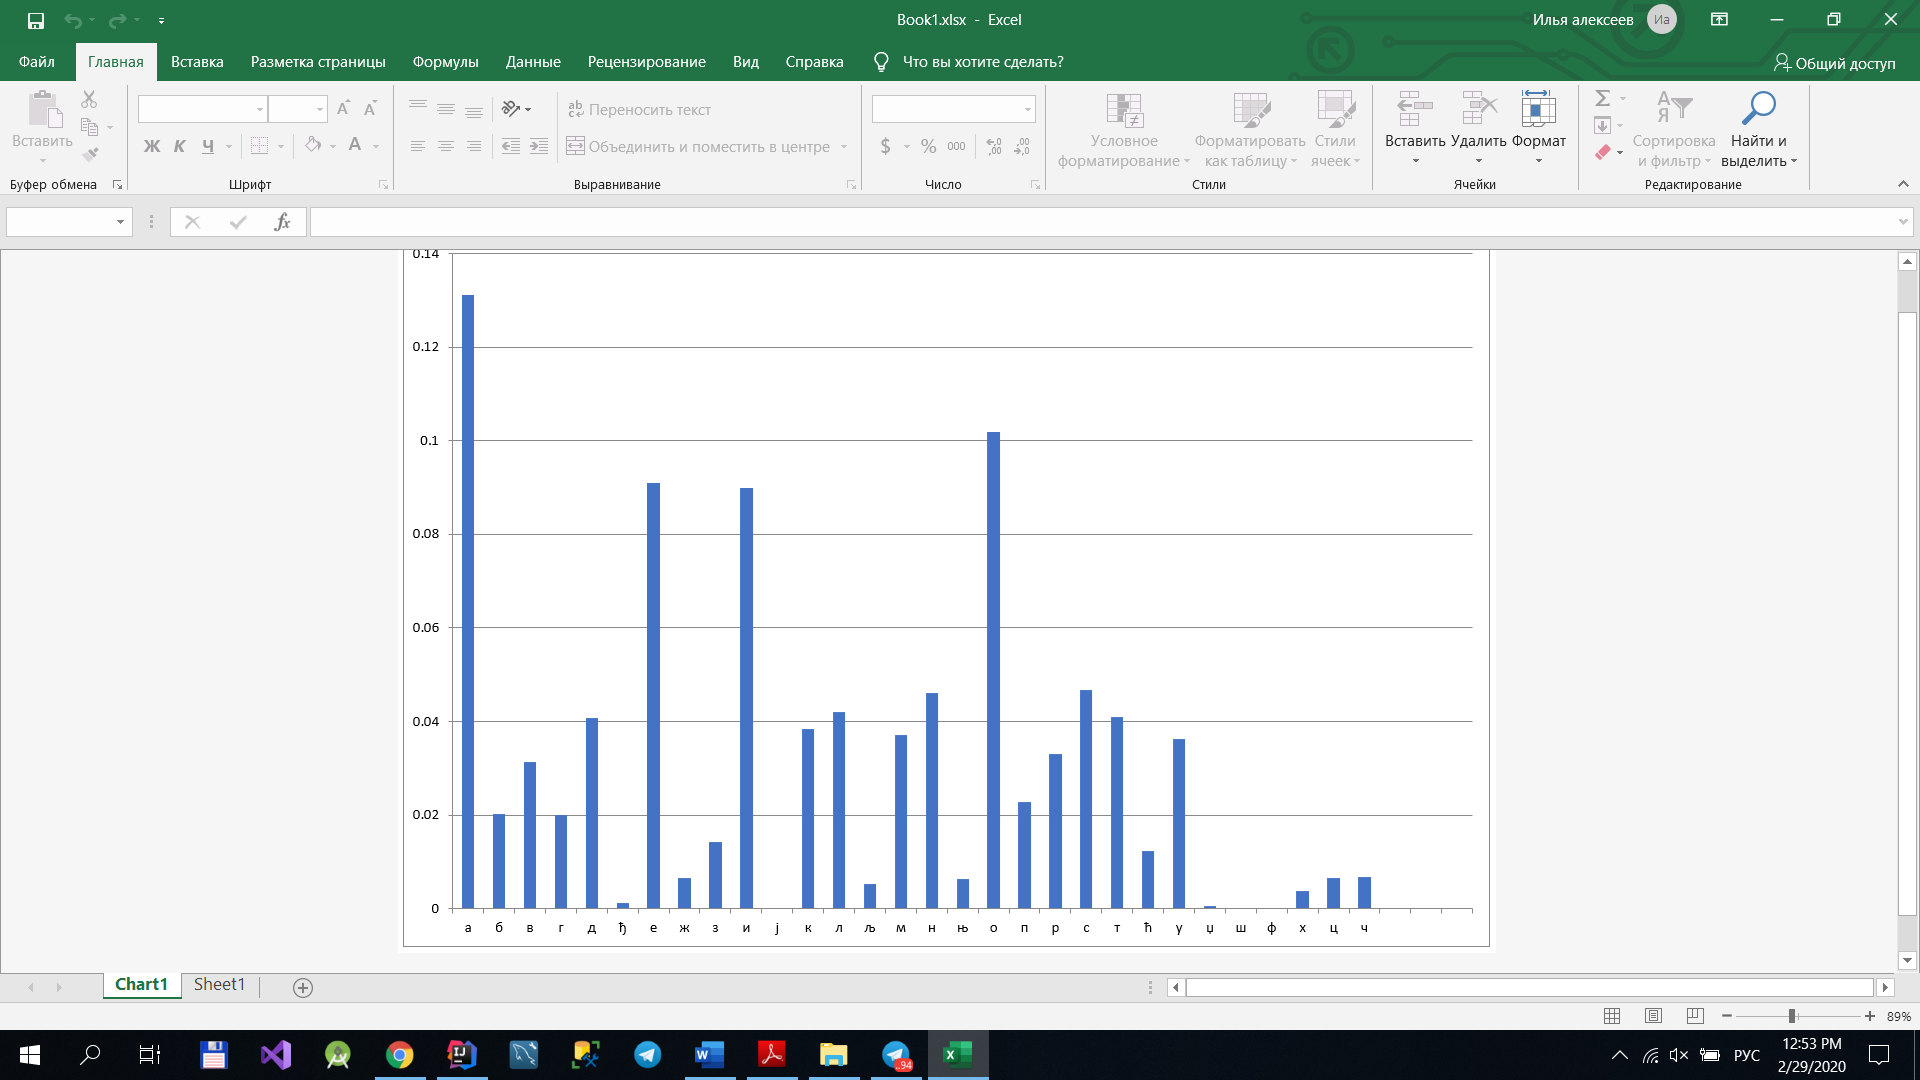 Book1.xlsx - Excel
Илья алексеев
Иа
Файл
Главная
Вставка
Разметка страницы
Формулы
Данные
Рецензирование
Вид
Справка
Что вы хотите сделать?
Общий доступ
Вставить
Ж К Ч
Переносить текст
Объединить и поместить в центре
$ % 000
Условное форматирование
Форматировать как таблицу
Стили ячеек
Вставить
Удалить
Формат
Сортировка и фильтр
Найти и выделить
Буфер обмена
Шрифт
Выравнивание
Число
Стили
Ячейки
Редактирование
fx
0.14
0.12
0.1
0.08
0.06
0.04
0.02
0
а б в г д ђ е ж з и ј к л љ м н њ о п р с т ћ у џ ш ф х ц ч
Chart1
Sheet1
89%
РУС
12:53 PM
2/29/2020